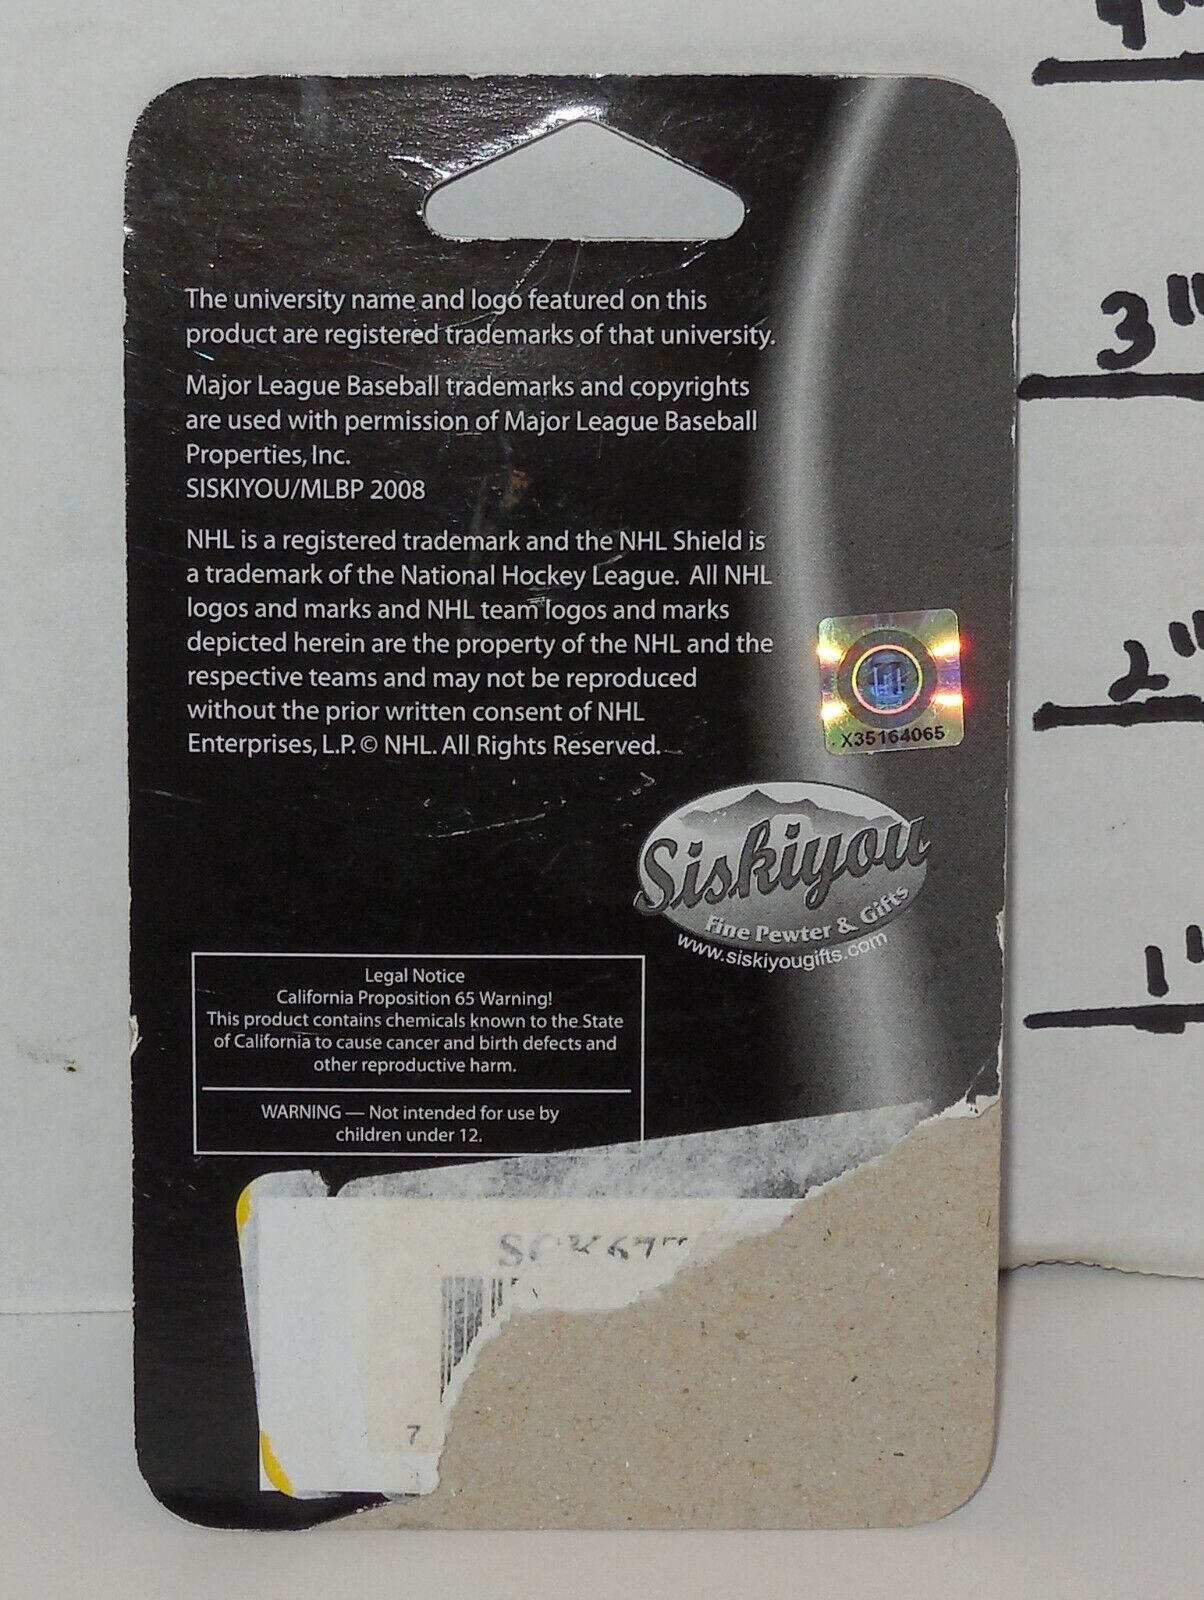 4"
The university name and logo featured on this
product are registered trademarks of that university.
3"
Major League Baseball trademarks and copyrights
are used with permission of Major League Baseball
Properties, Inc.
SISKIYOU/MLBP 2008
NHL is a registered trademark and the NHL Shield is
a trademark of the National Hockey League. All NHL
logos and marks and NHL team logos and marks
depicted herein are the property of the NHL and the
respective teams and may not be reproduced
without the prior written consent of NHL
Enterprises, L.P. © NHL. All Rights Reserved.
2"
X35164065
Siskiyou
Fine Pewter & Gifts
www.siskiyougifts.com
1"
Legal Notice
California Proposition 65 Warning!
This product contains chemicals known to the State
of California to cause cancer and birth defects and
other reproductive harm.
WARNING — Not intended for use by
children under 12.
7